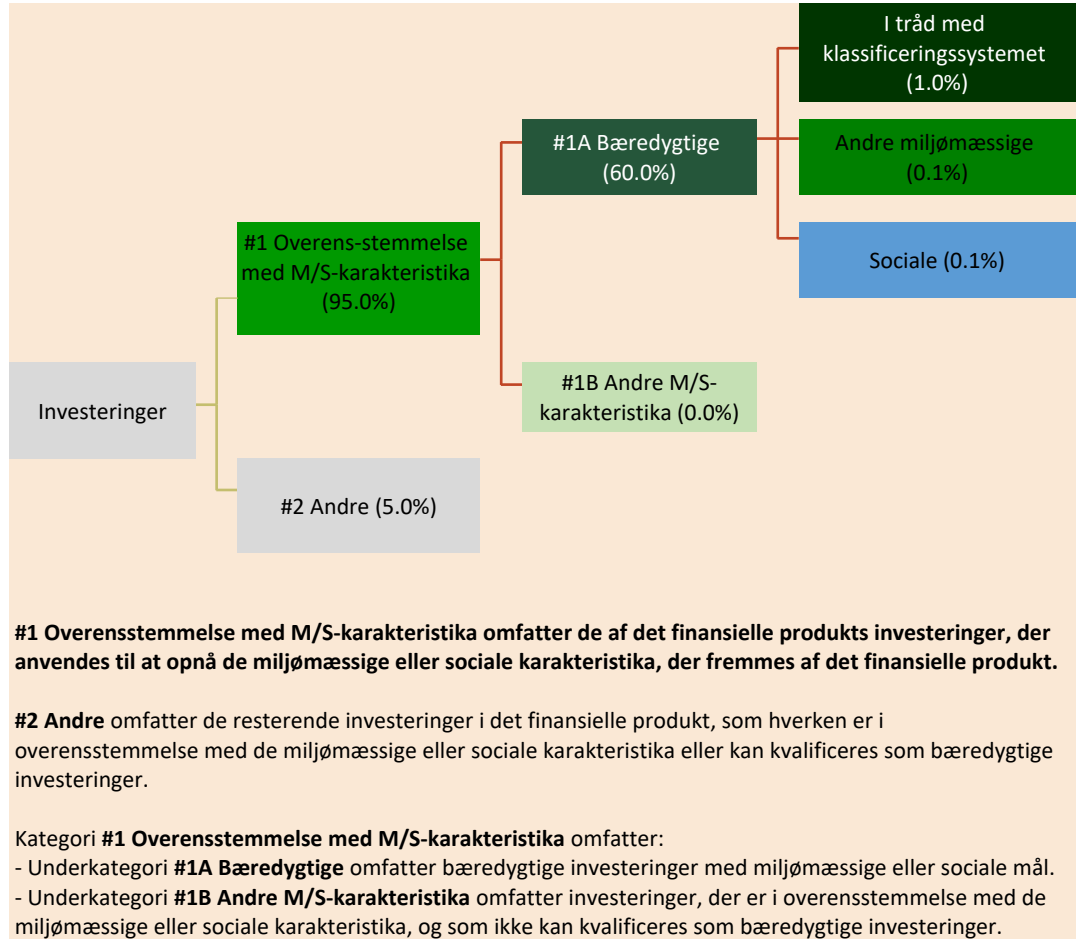 I tråd med
klassificeringssystemet
(1.0%)
#1A Bæredygtige
(60.0%)
Andre miljømæssige
(0.1%)
#1 Overens-stemmelse
med M/S-karakteristika
(95.0%)
Sociale (0.1%)
Investeringer
#1B Andre M/S-
karakteristika (0.0%)
#2 Andre (5.0%)
#1 Overensstemmelse med M/S-karakteristika omfatter de af det finansielle produkts investeringer, der
anvendes til at opnå de miljømæssige eller sociale karakteristika, der fremmes af det finansielle produkt.
#2 Andre omfatter de resterende investeringer i det finansielle produkt, som hverken er i
overensstemmelse med de miljømæssige eller sociale karakteristika eller kan kvalificeres som bæredygtige
investeringer.
Kategori #1 Overensstemmelse med M/S-karakteristika omfatter:
- Underkategori #1A Bæredygtige omfatter bæredygtige investeringer med miljømæssige eller sociale mål.
- Underkategori #1B Andre M/S-karakteristika omfatter investeringer, der er i overensstemmelse med de
miljømæssige eller sociale karakteristika, og som ikke kan kvalificeres som bæredygtige investeringer.